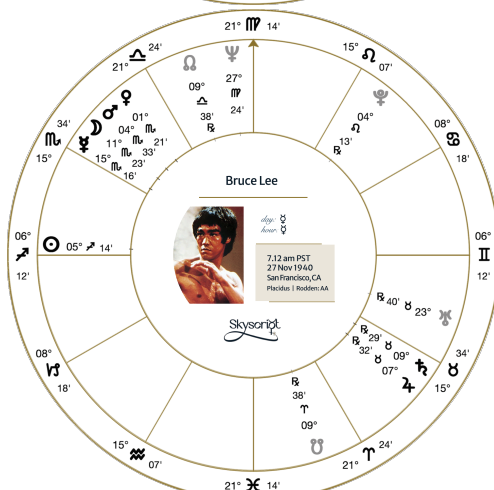 21° ♍ 14'
15° ♌ 07'
08° ♋ 18'
06° ♊ 12'
15° ♉ 34'
21° ♈ 24'
21° ♓ 14'
15° ♒ 07'
08° ♑ 18'
06° ♐ 12'
15° ♏ 34'
21° ♎ 24'
☊ 09° ♎ 38' ℞
♆ 27° ♍ 24'
♇ 04° ♌ 13' ℞
♀ 01° ♏ 21'
♂ 04° ♏ 33'
☽ 11° ♏ 23'
☿ 15° ♏ 16'
☉ 05° ♐ 14'
℞ 40' ♉ 23° ♅
℞ 29' ♉ 09° ♄
℞ 32' ♉ 07° ♃
℞ 38' ♈ 09° ☋
Bruce Lee
day: ☿
hour: ☿
7.12 am PST
27 Nov 1940
San Francisco, CA
Placidus | Rodden: AA
Skyscript